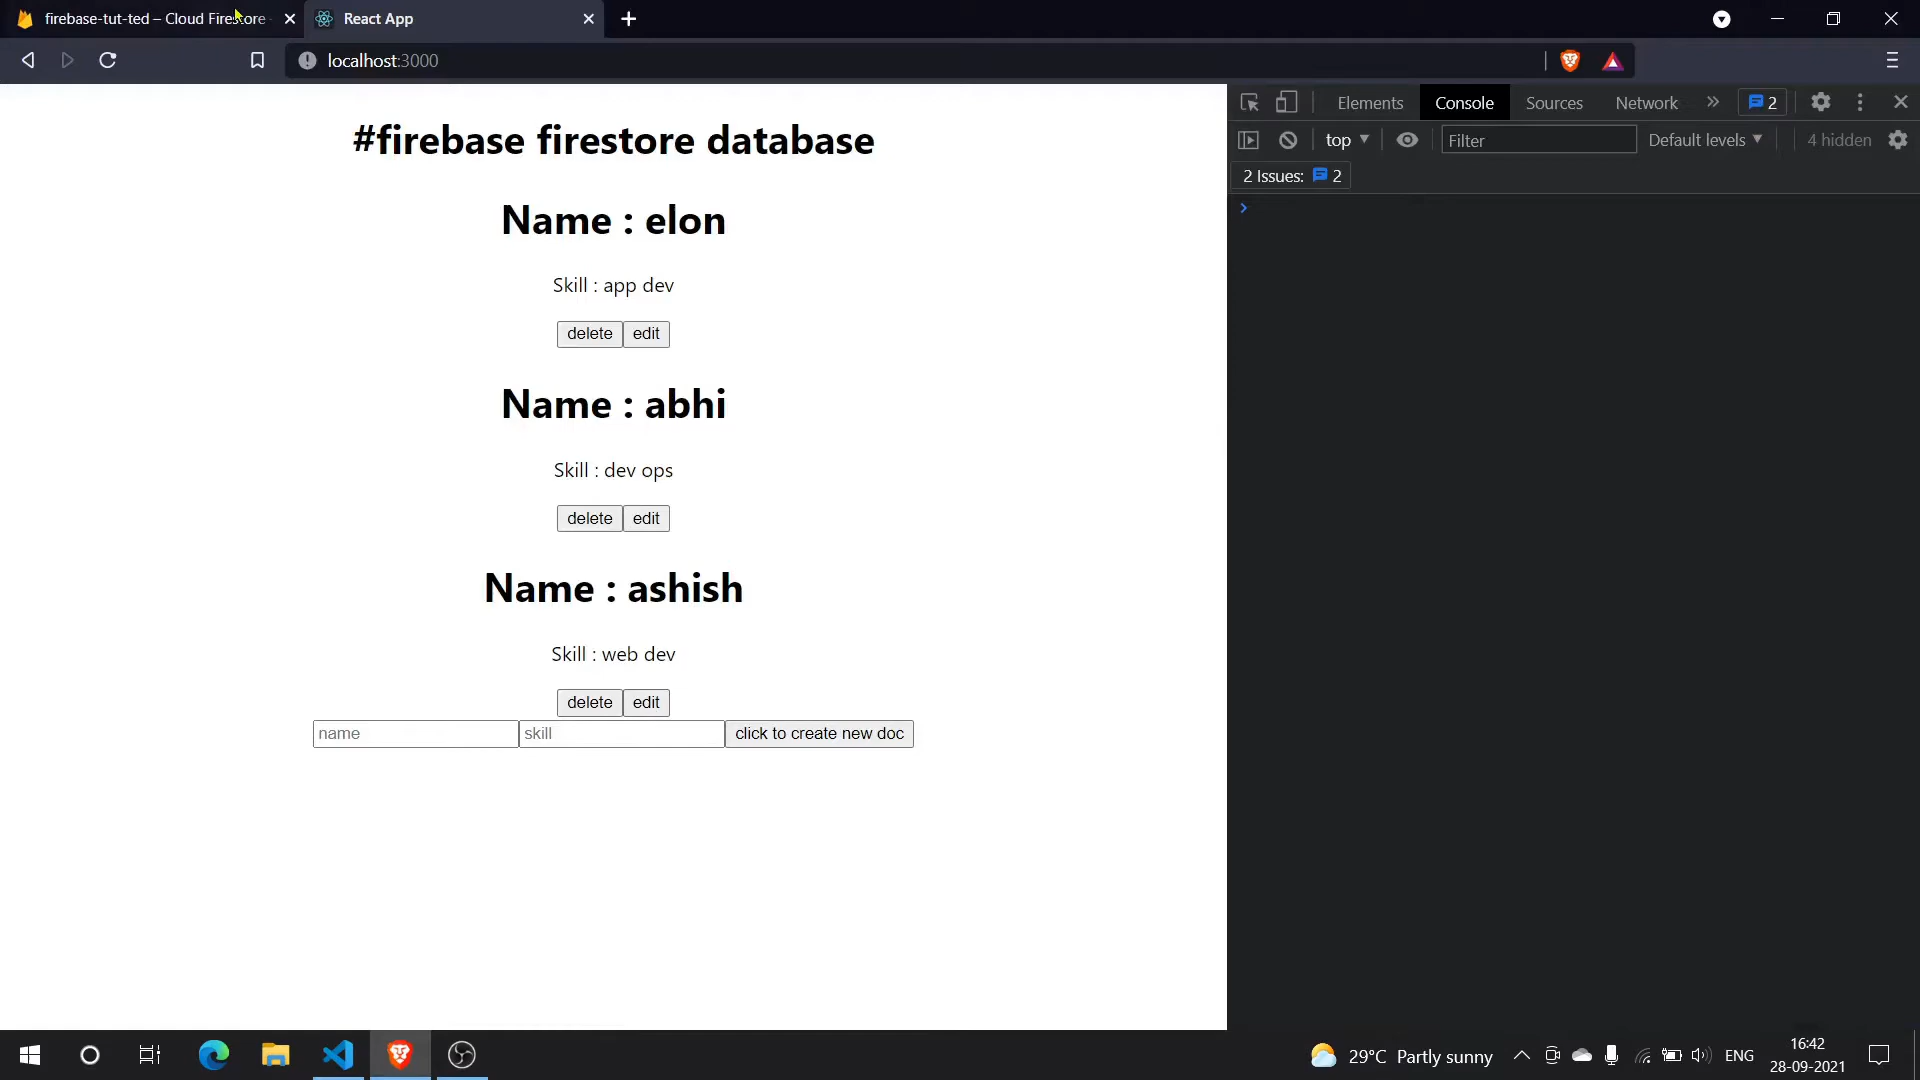 firebase-tut-ted – Cloud Firestore -
React App
localhost:3000
Elements Console Sources Network 2
top Filter Default levels 4 hidden
2 Issues: 2
#firebase firestore database
Name : elon
Skill : app dev
delete edit
Name : abhi
Skill : dev ops
delete edit
Name : ashish
Skill : web dev
delete edit
name skill click to create new doc
29°C Partly sunny
ENG
16:42
28-09-2021